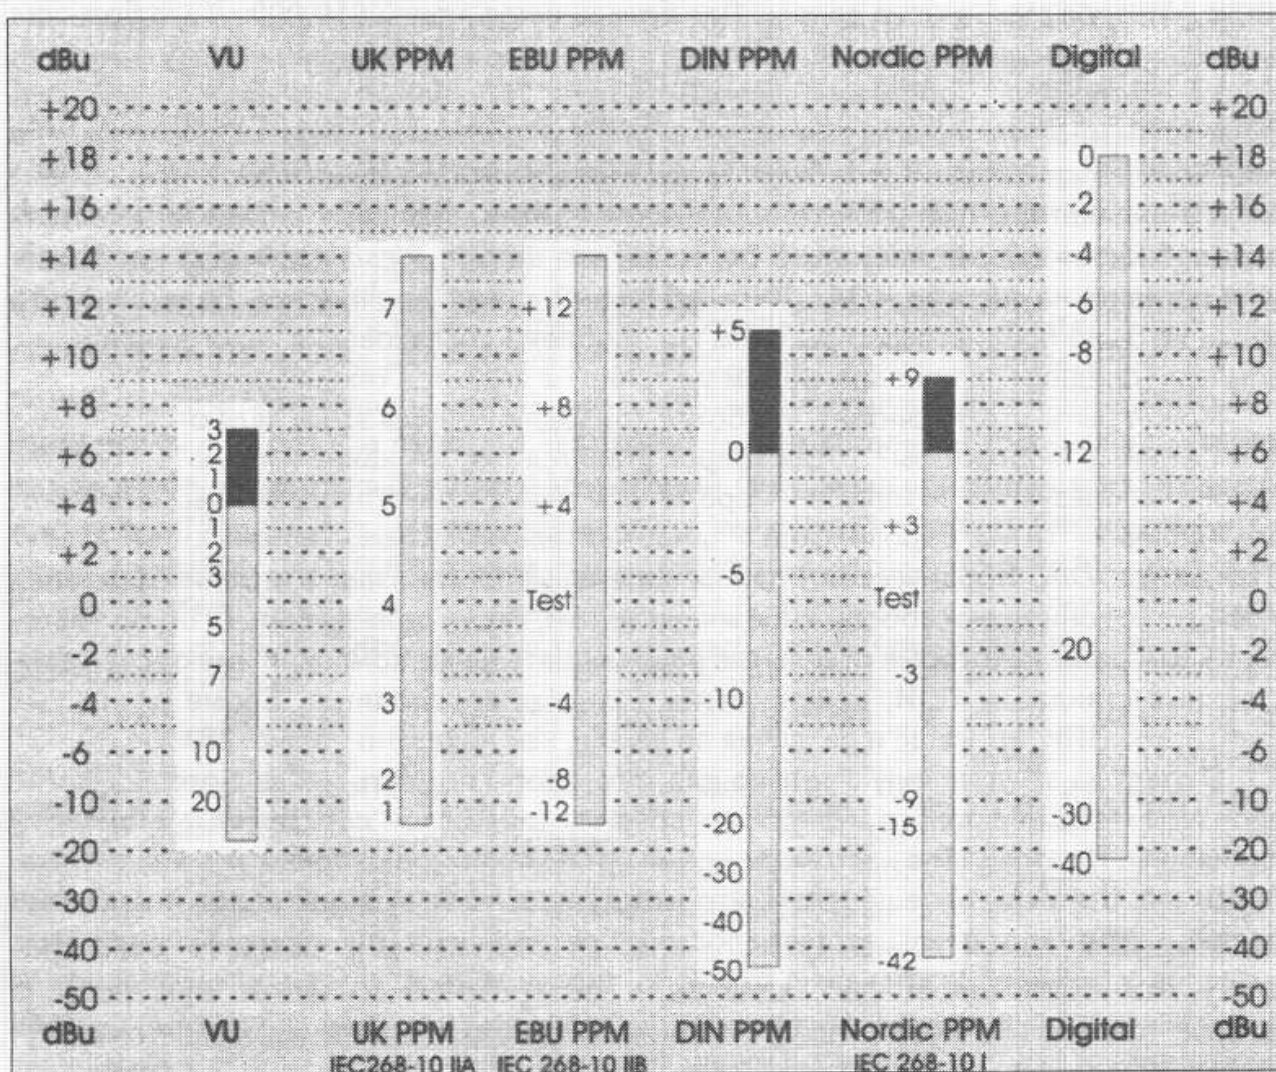 dBu VU UK PPM EBU PPM DIN PPM Nordic PPM Digital dBu
+20 +20
+18 0 +18
+16 -2 +16
+14 -4 +14
+12 7 +12 -6 +12
+5
+10 -8 +10
+9
+8 6 +8 +8
3
+6 2 0 -12 +6
1
+4 0 5 +4 +4
1 +3
+2 2 +2
3 -5
0 4 Test Test 0
5
-2 -20 -2
7 -3
-4 3 -4 -10 -4
-6 10 -6
2 -8
-10 20 -9 -10
1 -12 -30
-20 -15
-20 -40 -20
-30 -30 -30
-40 -40 -40
-50 -42
-50 -50
dBu VU UK PPM EBU PPM DIN PPM Nordic PPM Digital dBu
IEC268-10 IIA IEC 268-10 IIB IEC 268-10 I